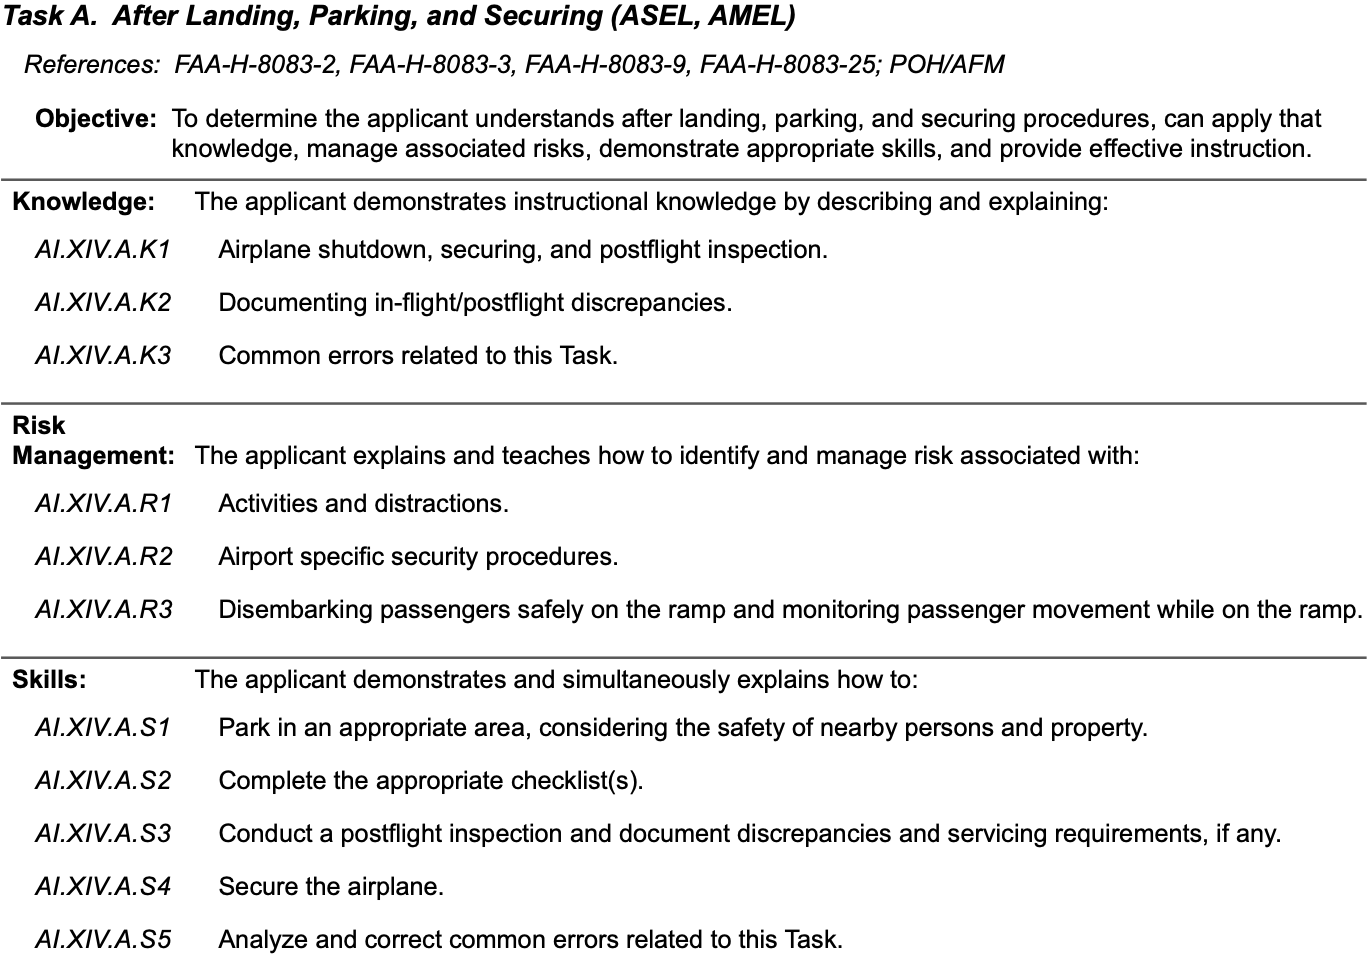 Task A. After Landing, Parking, and Securing (ASEL, AMEL)
References: FAA-H-8083-2, FAA-H-8083-3, FAA-H-8083-9, FAA-H-8083-25; POH/AFM
Objective: To determine the applicant understands after landing, parking, and securing procedures, can apply that
knowledge, manage associated risks, demonstrate appropriate skills, and provide effective instruction.
Knowledge: The applicant demonstrates instructional knowledge by describing and explaining:
AI.XIV.A.K1 Airplane shutdown, securing, and postflight inspection.
AI.XIV.A.K2 Documenting in-flight/postflight discrepancies.
AI.XIV.A.K3 Common errors related to this Task.
Risk
Management: The applicant explains and teaches how to identify and manage risk associated with:
AI.XIV.A.R1 Activities and distractions.
AI.XIV.A.R2 Airport specific security procedures.
AI.XIV.A.R3 Disembarking passengers safely on the ramp and monitoring passenger movement while on the ramp.
Skills: The applicant demonstrates and simultaneously explains how to:
AI.XIV.A.S1 Park in an appropriate area, considering the safety of nearby persons and property.
AI.XIV.A.S2 Complete the appropriate checklist(s).
AI.XIV.A.S3 Conduct a postflight inspection and document discrepancies and servicing requirements, if any.
AI.XIV.A.S4 Secure the airplane.
AI.XIV.A.S5 Analyze and correct common errors related to this Task.